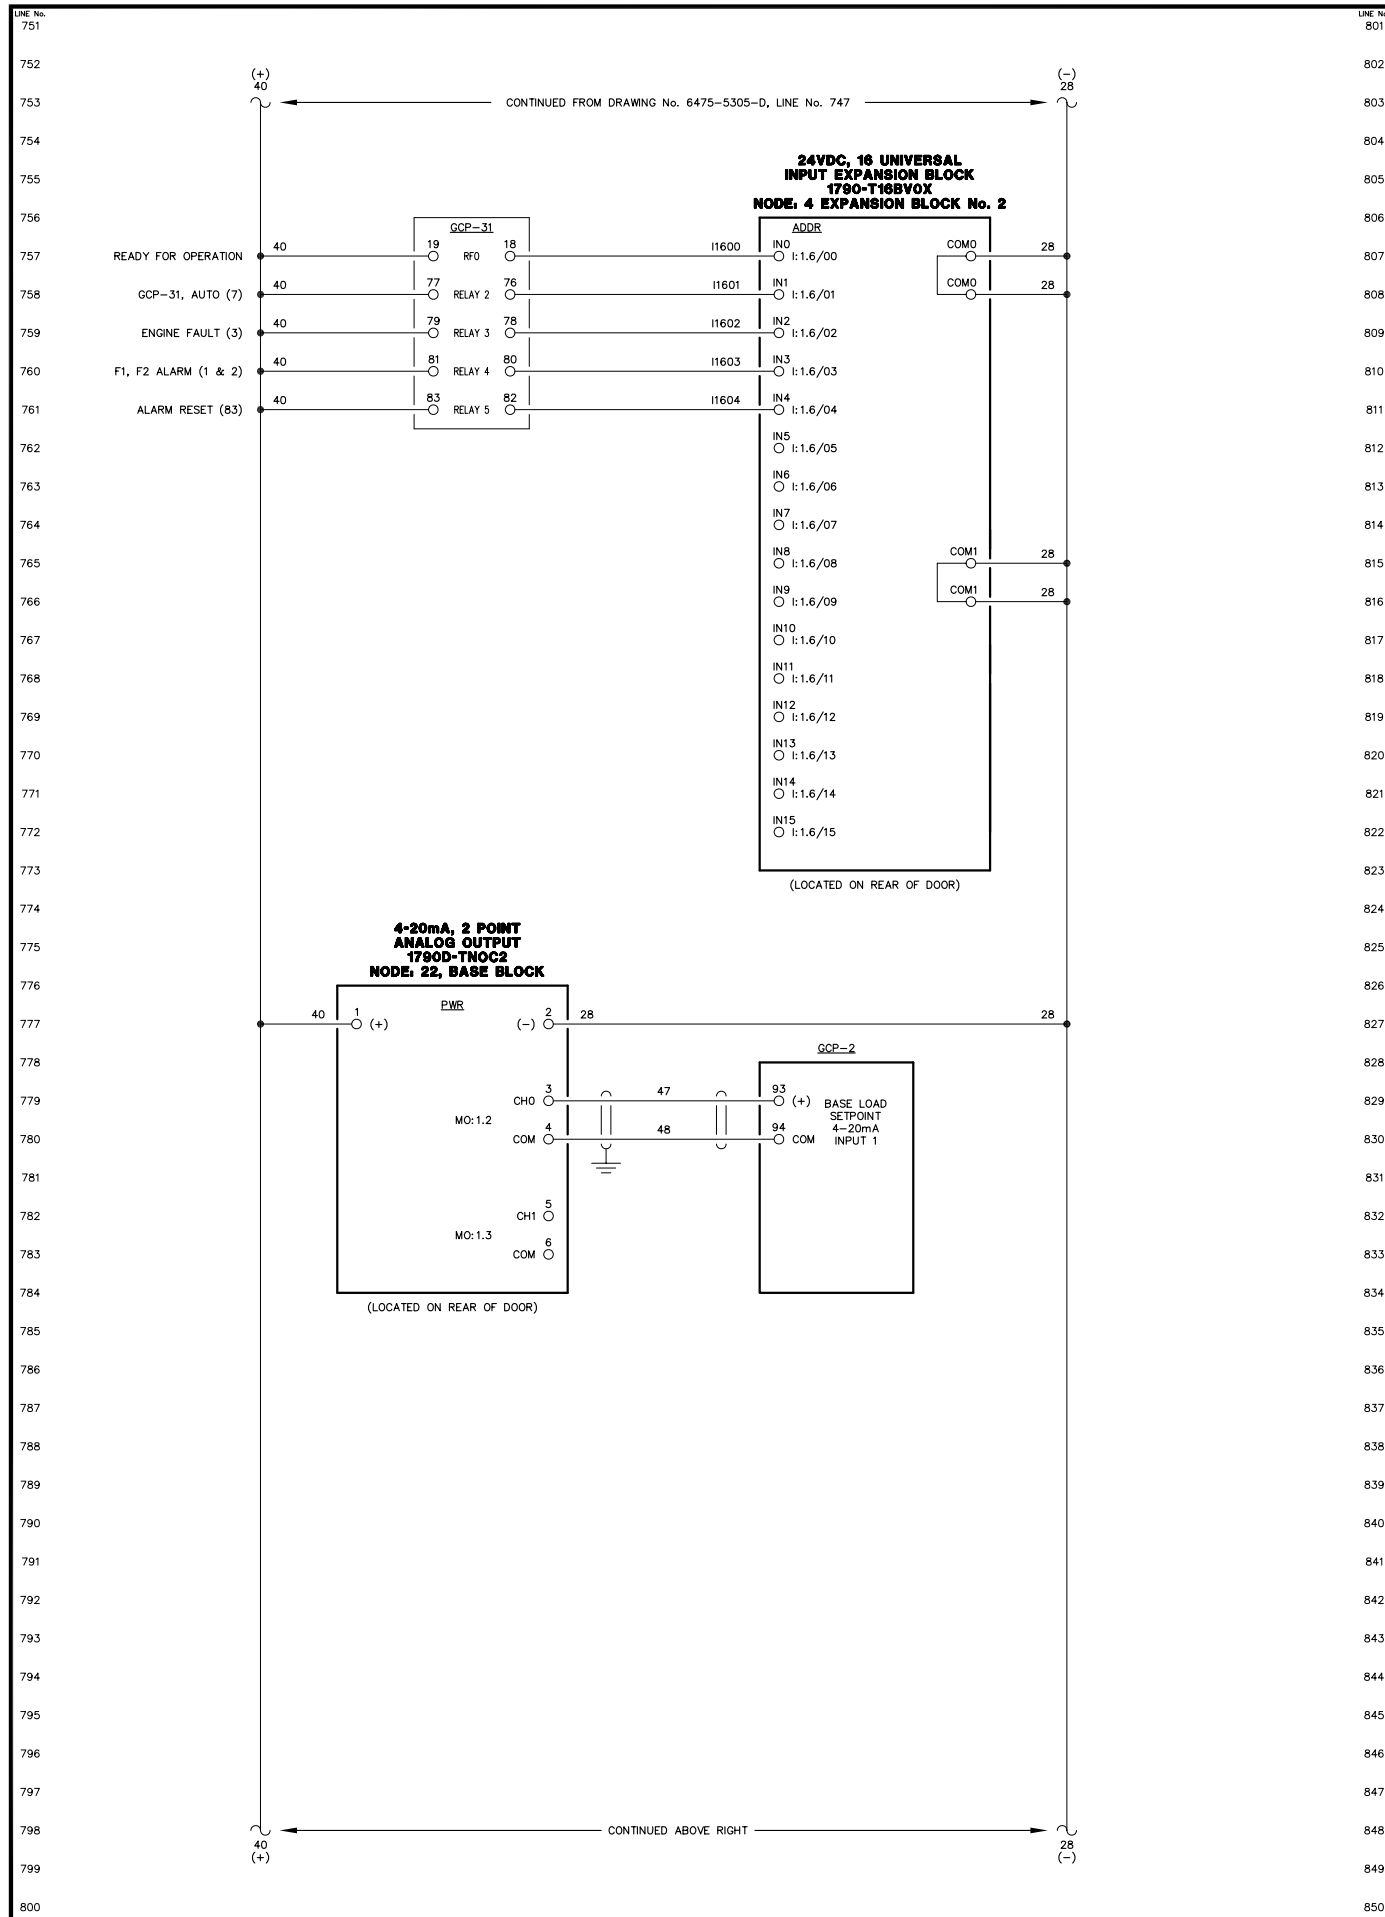 LINE No.
LINE No.
751
801
752
802
(+)
40
(-)
28
753
CONTINUED FROM DRAWING No. 6475-5305-D, LINE No. 747
803
754
804
24VDC, 16 UNIVERSAL
INPUT EXPANSION BLOCK
1790-T16BV0X
NODE: 4 EXPANSION BLOCK No. 2
755
805
756
806
GCP-31
ADDR
757
READY FOR OPERATION
40
19
RFO
18
I1600
IN0
I:1.6/00
COM0
28
807
758
GCP-31, AUTO (7)
40
77
RELAY 2
76
I1601
IN1
I:1.6/01
COM0
28
808
759
ENGINE FAULT (3)
40
79
RELAY 3
78
I1602
IN2
I:1.6/02
809
760
F1, F2 ALARM (1 & 2)
40
81
RELAY 4
80
I1603
IN3
I:1.6/03
810
761
ALARM RESET (83)
40
83
RELAY 5
82
I1604
IN4
I:1.6/04
811
762
IN5
I:1.6/05
812
763
IN6
I:1.6/06
813
764
IN7
I:1.6/07
814
765
IN8
I:1.6/08
COM1
28
815
766
IN9
I:1.6/09
COM1
28
816
767
IN10
I:1.6/10
817
768
IN11
I:1.6/11
818
769
IN12
I:1.6/12
819
770
IN13
I:1.6/13
820
771
IN14
I:1.6/14
821
772
IN15
I:1.6/15
822
773
823
(LOCATED ON REAR OF DOOR)
774
824
4-20mA, 2 POINT
ANALOG OUTPUT
1790D-TN0C2
NODE: 22, BASE BLOCK
775
825
776
826
PWR
777
40
1
(+)
(-)
2
28
28
827
GCP-2
778
828
779
CH0
3
47
93
(+)
BASE LOAD
SETPOINT
4-20mA
INPUT 1
829
MO:1.2
780
COM
4
48
94
COM
830
781
831
782
CH1
5
832
MO:1.3
783
COM
6
833
784
834
(LOCATED ON REAR OF DOOR)
785
835
786
836
787
837
788
838
789
839
790
840
791
841
792
842
793
843
794
844
795
845
796
846
797
847
798
CONTINUED ABOVE RIGHT
848
40
(+)
28
(-)
799
849
800
850